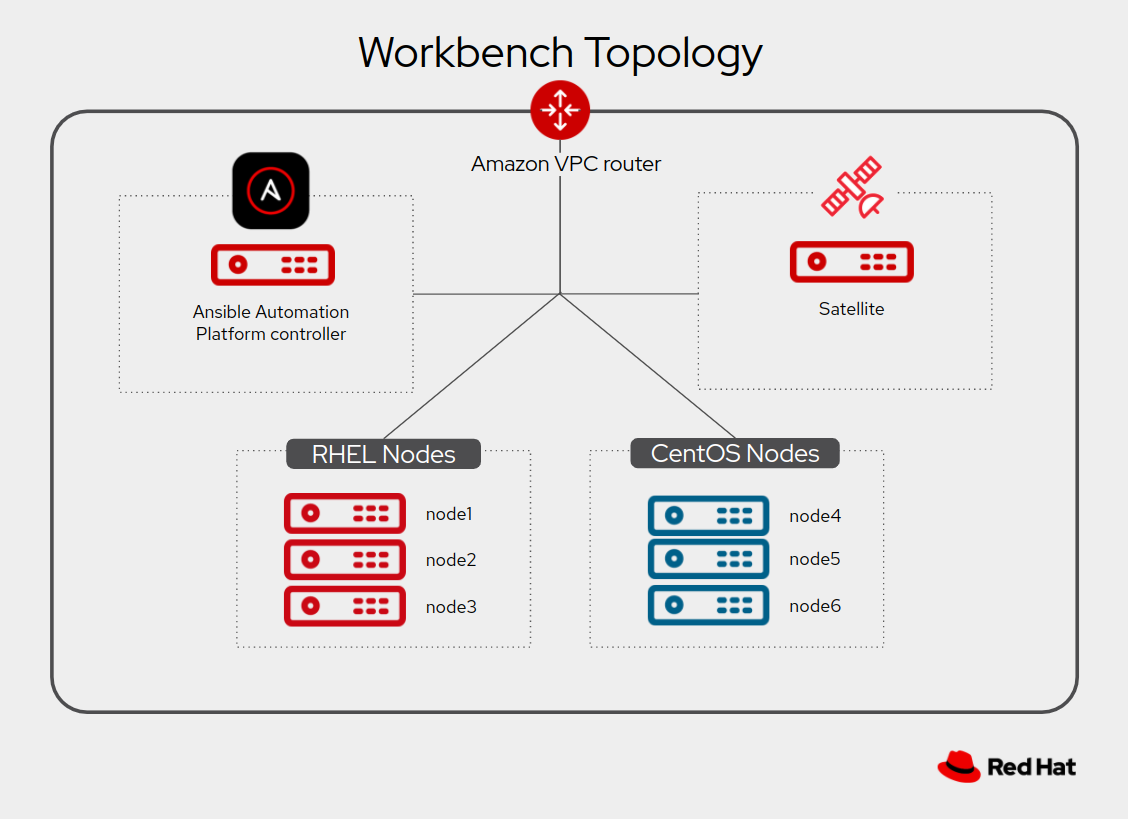 Workbench Topology
Amazon VPC router
Ansible Automation
Platform controller
Satellite
RHEL Nodes
node1
node2
node3
CentOS Nodes
node4
node5
node6
Red Hat